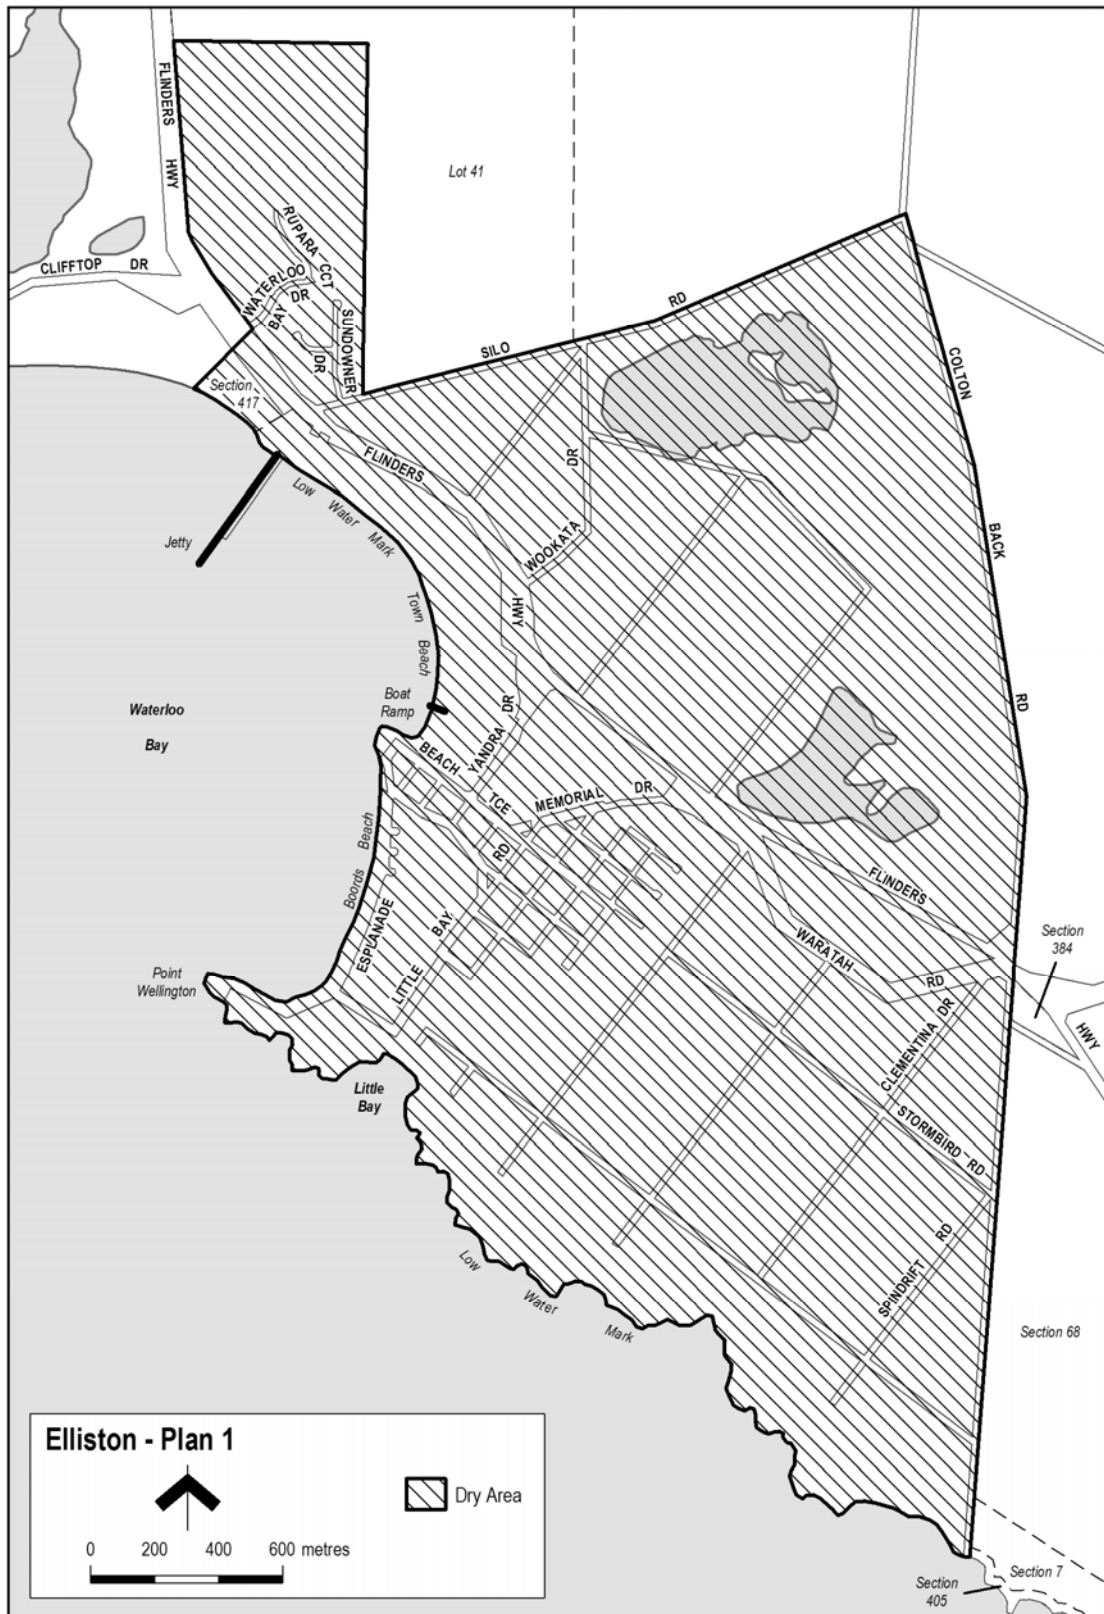 FLINDERS
HWY
Lot 41
CLIFFTOP DR
RUPARA
CCT
WATERLOO
BAY DR
SUNDOWNER
DR
SILO
RD
COLTON
BACK
RD
Section
417
FLINDERS
HWY
Low Water Mark
Jetty
WOOKATA
DR
Town Beach
Boat
Ramp
Waterloo
Bay
BEACH
TCE
YANDRA
DR
MEMORIAL DR
Boords Beach
ESPLANADE
LITTLE
BAY
RD
FLINDERS
HWY
WARATAH
RD
Section
384
Point
Wellington
CLEMENTINA DR
Little
Bay
STORMBIRD RD
SPINDRIFT
RD
Low
Water
Mark
Section 68
Elliston - Plan 1
Dry Area
0 200 400 600 metres
Section 7
Section
405